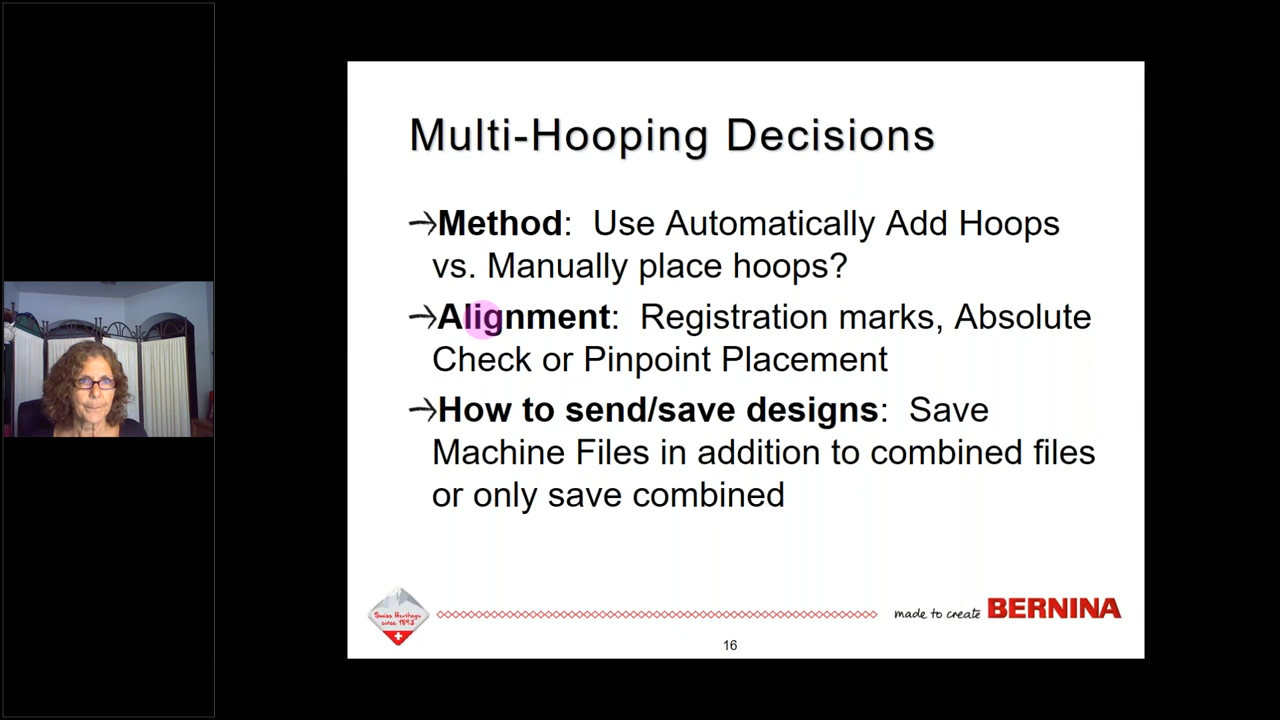 Multi-Hooping Decisions
Method: Use Automatically Add Hoops
vs. Manually place hoops?
Alignment: Registration marks, Absolute
Check or Pinpoint Placement
How to send/save designs: Save
Machine Files in addition to combined files
or only save combined
Swiss Heritage
since 1893
made to create BERNINA
16